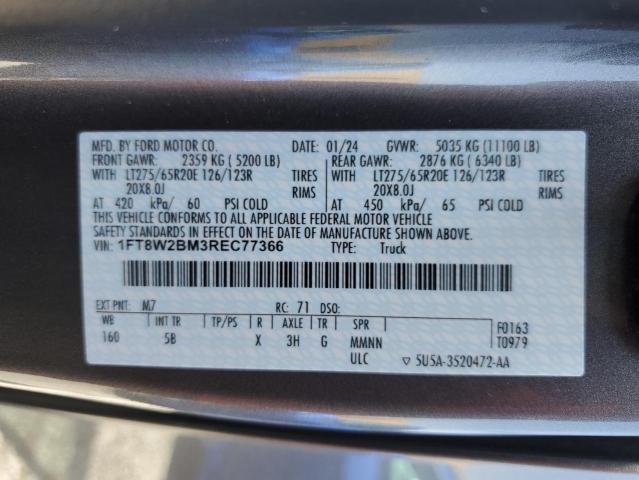 MFD. BY FORD MOTOR CO. DATE: 01/24 GVWR: 5035 KG (11100 LB)
FRONT GAWR: 2359 KG ( 5200 LB) REAR GAWR: 2876 KG ( 6340 LB)
WITH LT275/65R20E 126/123R TIRES WITH LT275/65R20E 126/123R TIRES
20X8.0J RIMS 20X8.0J RIMS
AT 420 kPa/ 60 PSI COLD AT 450 kPa/ 65 PSI COLD
THIS VEHICLE CONFORMS TO ALL APPLICABLE FEDERAL MOTOR VEHICLE
SAFETY STANDARDS IN EFFECT ON THE DATE OF MANUFACTURE SHOWN ABOVE.
VIN: 1FT8W2BM3REC77366 TYPE: Truck
EXT PNT: M7 RC: 71 DSO:
WB INT TR TP/PS R AXLE TR SPR F0163
160 5B X 3H G MMNN T0979
ULC ▽ 5U5A-3520472-AA